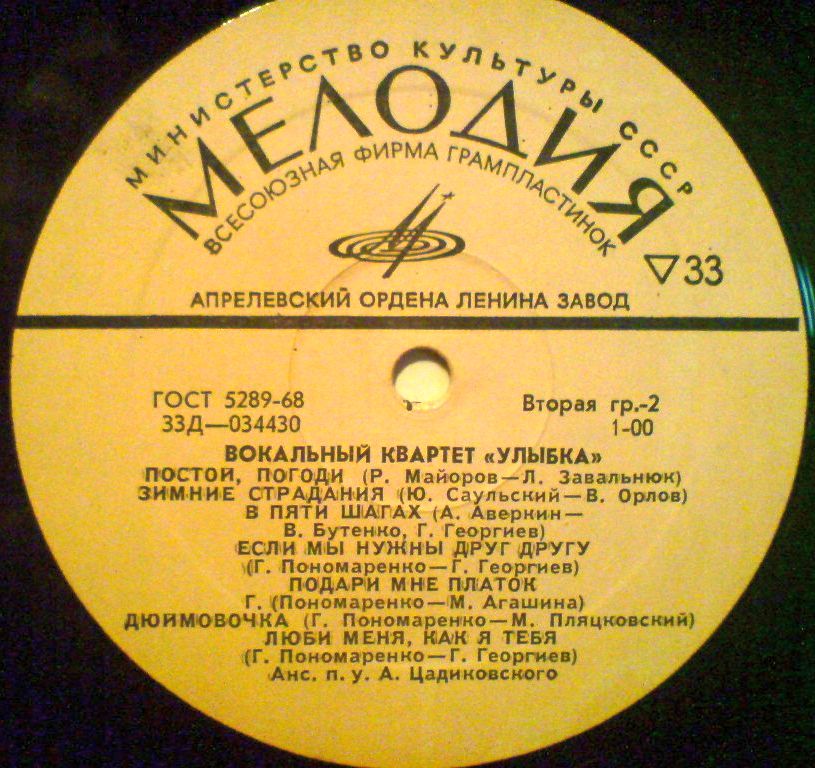 МИНИСТЕРСТВО КУЛЬТУРЫ СССР
МЕЛОДИЯ
ВСЕСОЮЗНАЯ ФИРМА ГРАМПЛАСТИНОК
▽33
АПРЕЛЕВСКИЙ ОРДЕНА ЛЕНИНА ЗАВОД
ГОСТ 5289-68
33Д—034430
Вторая гр.-2
1-00
ВОКАЛЬНЫЙ КВАРТЕТ «УЛЫБКА»
ПОСТОЙ, ПОГОДИ (Р. Майоров—Л. Завальнюк)
ЗИМНИЕ СТРАДАНИЯ (Ю. Саульский—В. Орлов)
В ПЯТИ ШАГАХ (А. Аверкин—
В. Бутенко, Г. Георгиев)
ЕСЛИ МЫ НУЖНЫ ДРУГ ДРУГУ
(Г. Пономаренко—Г. Георгиев)
ПОДАРИ МНЕ ПЛАТОК
Г. (Пономаренко—М. Агашина)
ДЮЙМОВОЧКА (Г. Пономаренко—М. Пляцковский)
ЛЮБИ МЕНЯ, КАК Я ТЕБЯ
(Г. Пономаренко—Г. Георгиев)
Анс. п. у. А. Цадиковского